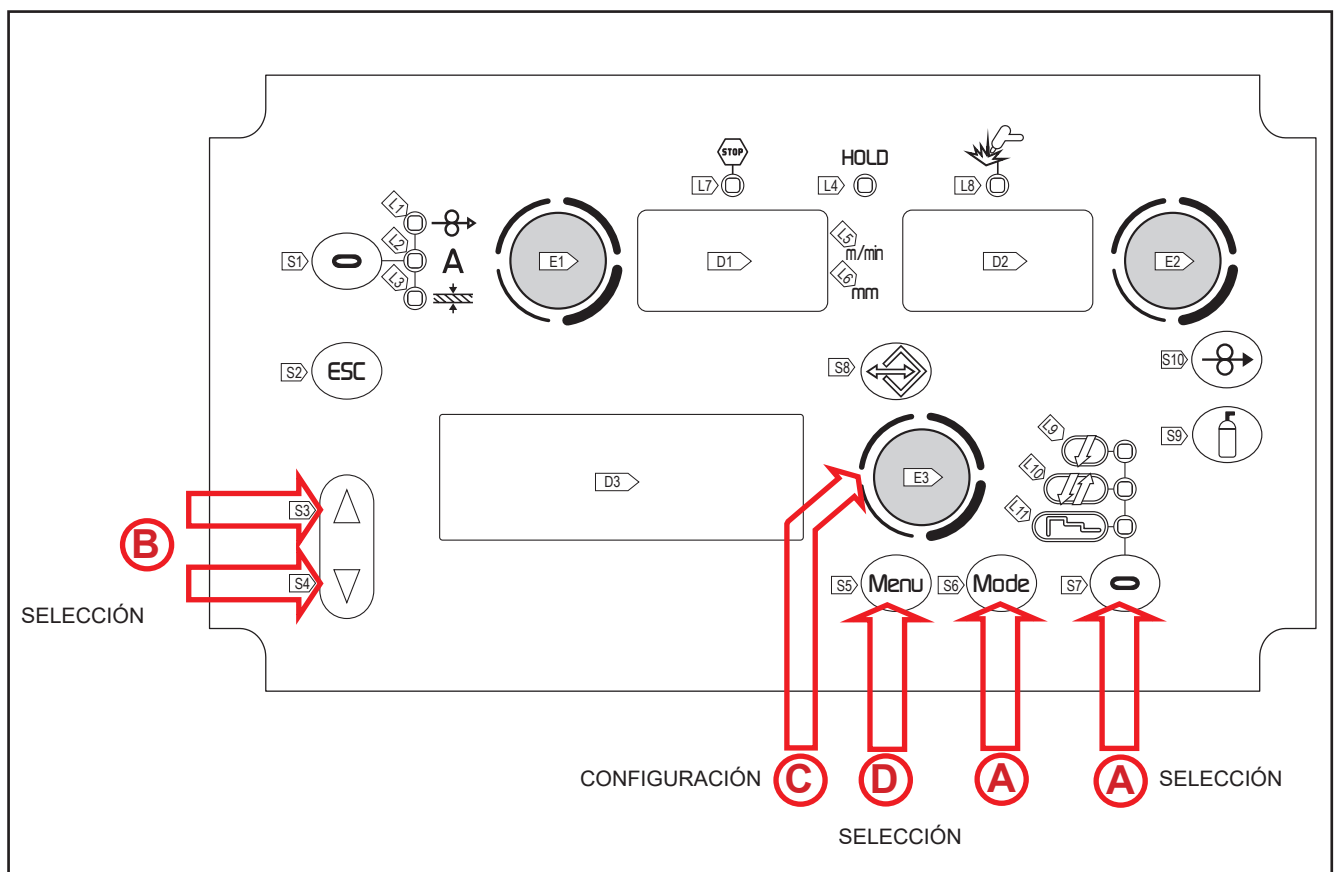 STOP
HOLD
L7
L4
L8
L1
L2
L3
S1
A
E1
D1
L5
m/min
L6
mm
D2
E2
S2
ESC
S8
S10
S9
D3
E3
L9
L10
L11
S3
S4
B
SELECCIÓN
S5
Menu
S6
Mode
S7
CONFIGURACIÓN
C
D
A
A
SELECCIÓN
SELECCIÓN